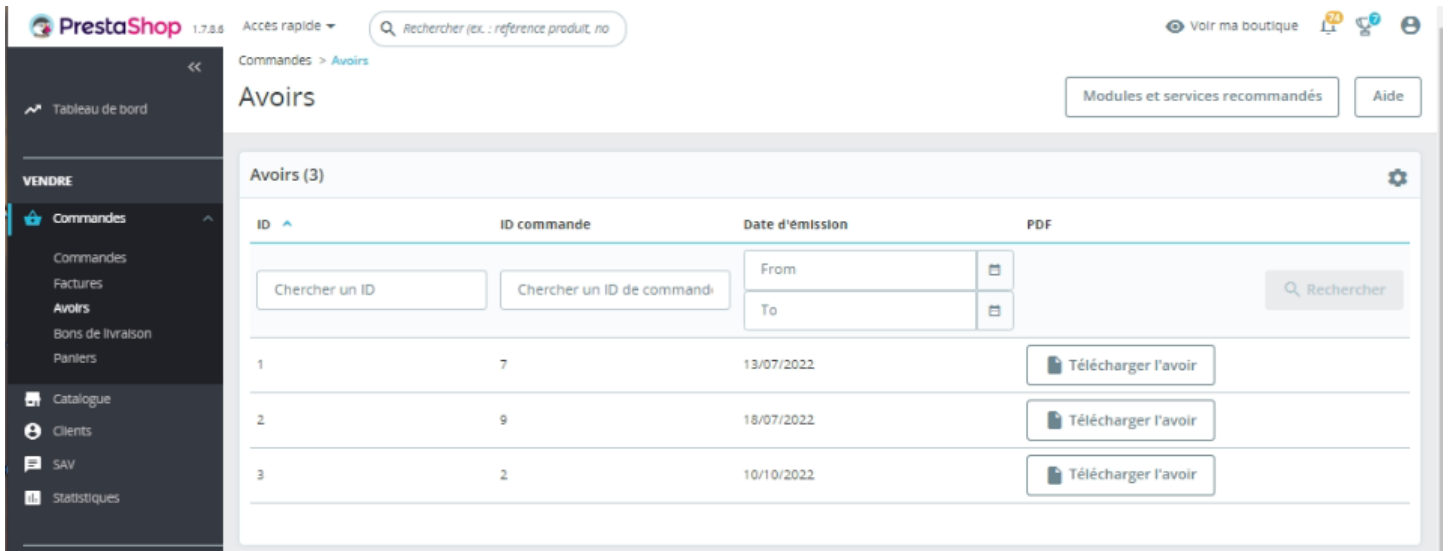 PrestaShop 1.7.8.6 Accès rapide Rechercher (ex. : référence produit, no Voir ma boutique 74 7
Commandes > Avoirs
Avoirs Modules et services recommandés Aide
Tableau de bord
VENDRE
Commandes
Commandes
Factures
Avoirs
Bons de livraison
Paniers
Catalogue
Clients
SAV
Statistiques
Avoirs (3)
ID ID commande Date d'émission PDF
Chercher un ID Chercher un ID de command From
To
Rechercher
1 7 13/07/2022 Télécharger l'avoir
2 9 18/07/2022 Télécharger l'avoir
3 2 10/10/2022 Télécharger l'avoir